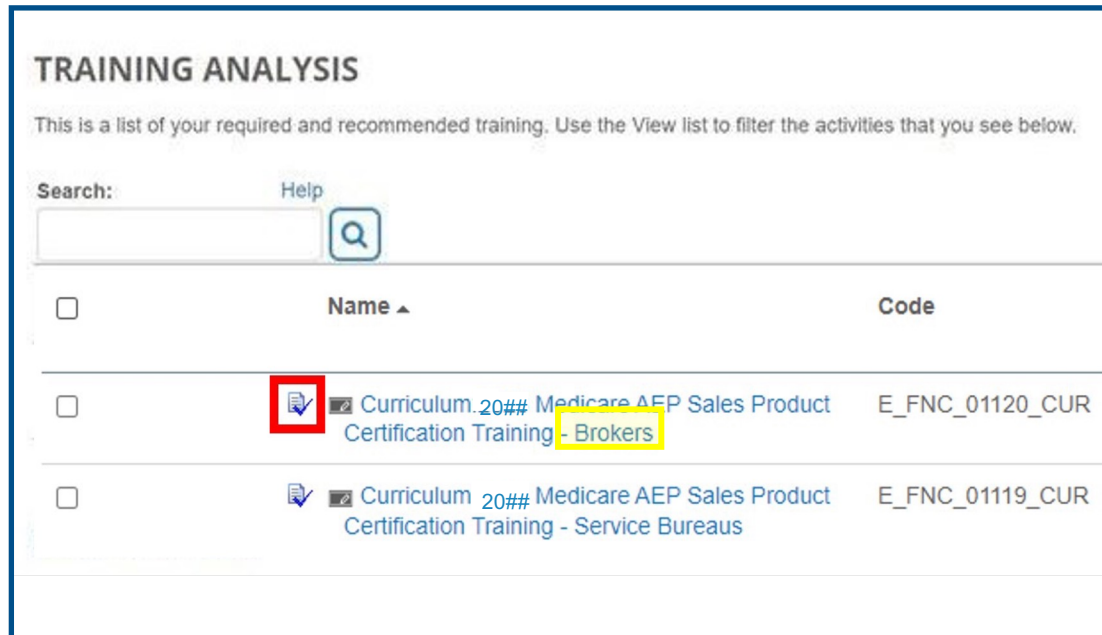 TRAINING ANALYSIS
This is a list of your required and recommended training. Use the View list to filter the activities that you see below.
Search: Help
Name Code
Curriculum 20## Medicare AEP Sales Product E_FNC_01120_CUR
Certification Training - Brokers
Curriculum 20## Medicare AEP Sales Product E_FNC_01119_CUR
Certification Training - Service Bureaus